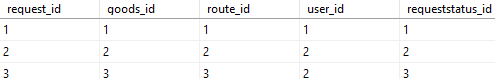 request_id goods_id route_id user_id requeststatus_id
1 1 1 1 1
2 2 2 2 2
3 3 3 2 3